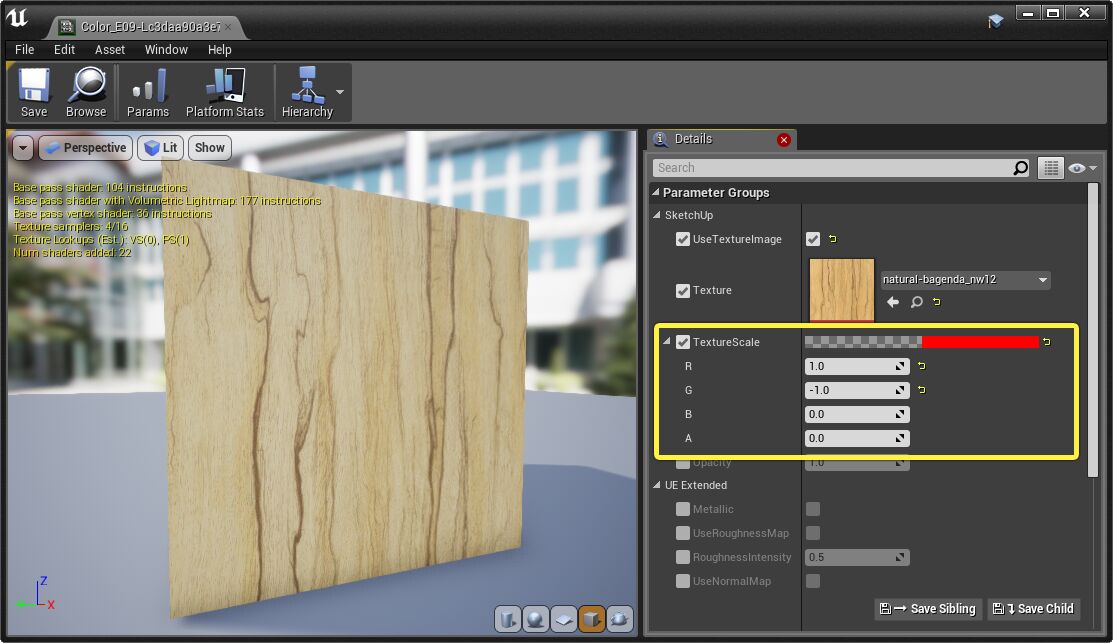 Color_E09-Lc3daa90a3e7
File Edit Asset Window Help
Save Browse Params Platform Stats Hierarchy
Perspective Lit Show
Base pass shader: 104 instructions
Base pass shader with Volumetric Lightmap: 177 instructions
Base pass vertex shader: 36 instructions
Texture samplers: 4/16
Texture Lookups (Est.): VS(0), PS(1)
Num shaders added: 22
Z
X
Details
Search
Parameter Groups
SketchUp
UseTextureImage
Texture natural-bagenda_nw12
TextureScale
R 1.0
G -1.0
B 0.0
A 0.0
Opacity 1.0
UE Extended
Metallic
UseRoughnessMap
RoughnessIntensity 0.5
UseNormalMap
Save Sibling Save Child